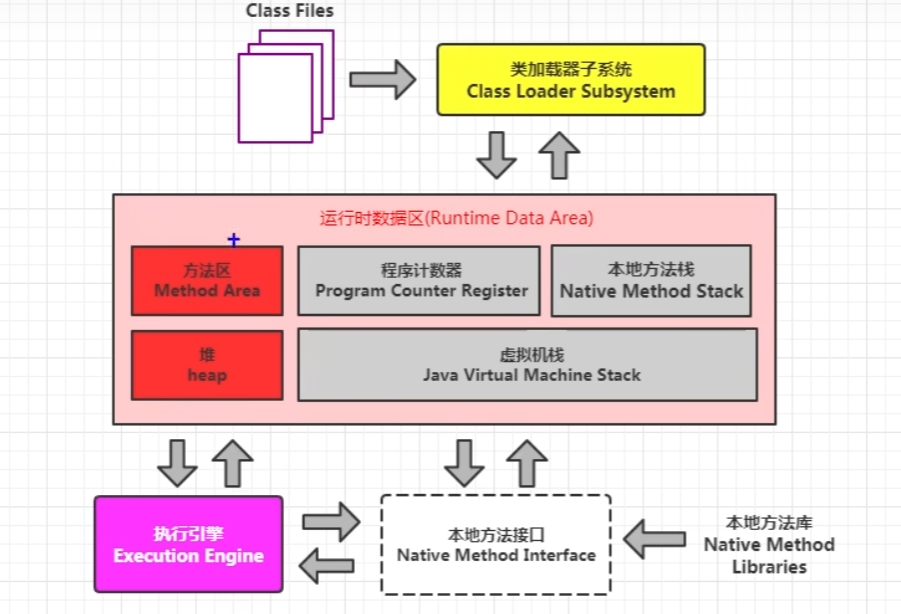 Class Files
类加载器子系统
Class Loader Subsystem
运行时数据区(Runtime Data Area)
方法区
Method Area
程序计数器
Program Counter Register
本地方法栈
Native Method Stack
堆
heap
虚拟机栈
Java Virtual Machine Stack
执行引擎
Execution Engine
本地方法接口
Native Method Interface
本地方法库
Native Method
Libraries